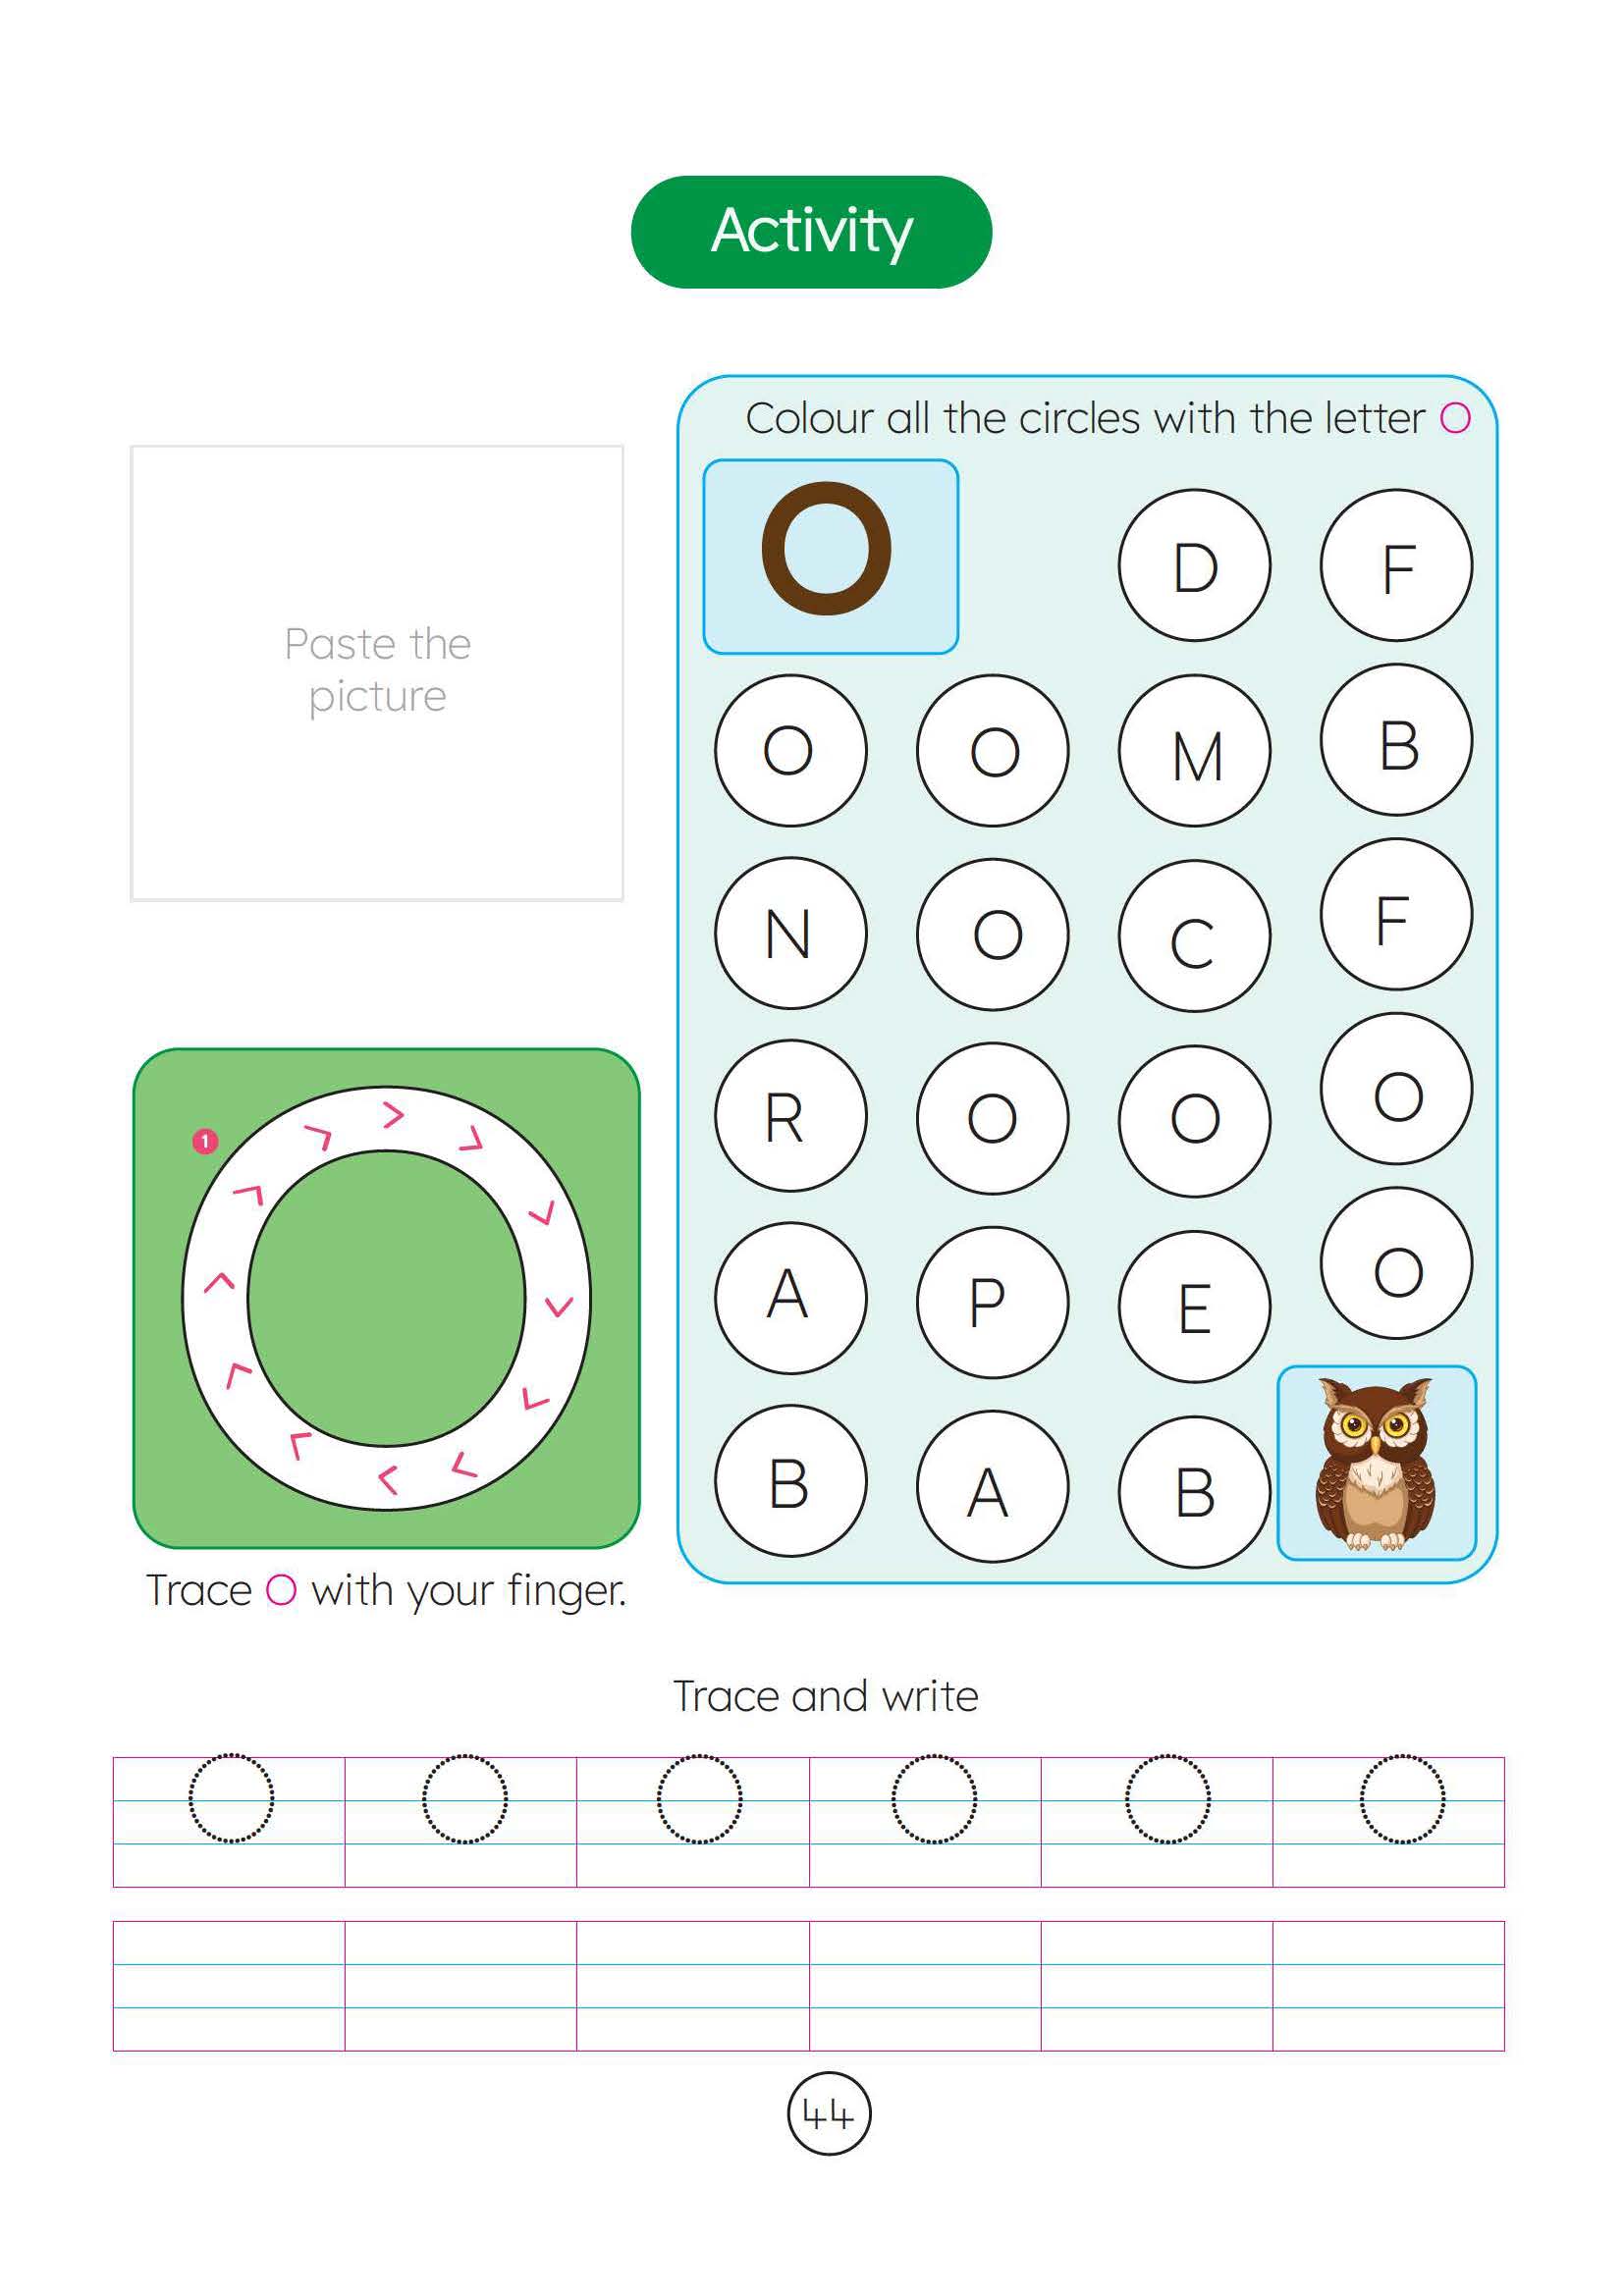 Activity
Colour all the circles with the letter O
O
D F
O O M B
N O C F
R O O O
A P E O
B A B
Paste the
picture
1
Trace O with your finger.
Trace and write
O O O O O O
44